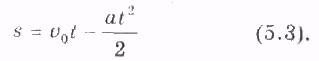 s = v₀t − at²/2 (5.3).